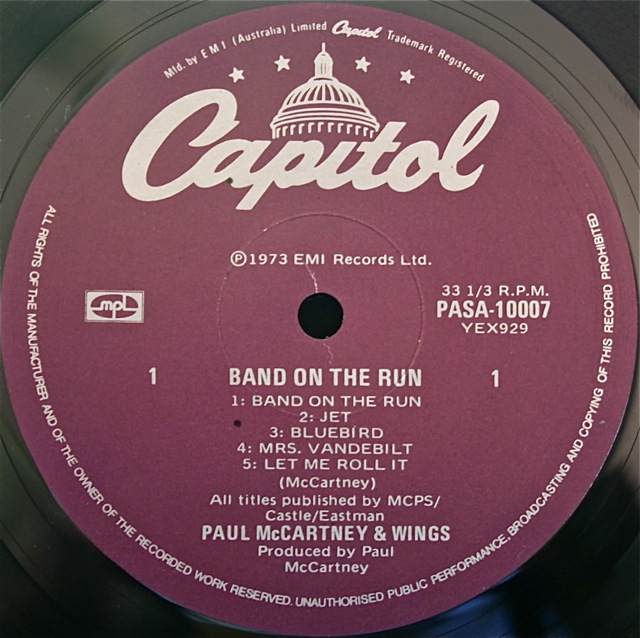 Mfd. by E M I (Australia) Limited Capitol Trademark Registered
Capitol
℗1973 EMI Records Ltd.
mpl
33 1/3 R.P.M.
PASA-10007
YEX929
1 BAND ON THE RUN 1
1: BAND ON THE RUN
2: JET
3: BLUEBIRD
4: MRS. VANDEBILT
5: LET ME ROLL IT
(McCartney)
All titles published by MCPS/
Castle/Eastman
PAUL McCARTNEY & WINGS
Produced by Paul
McCartney
ALL RIGHTS OF THE MANUFACTURER AND OF THE OWNER OF THE RECORDED WORK RESERVED. UNAUTHORISED PUBLIC PERFORMANCE, BROADCASTING AND COPYING OF THIS RECORD PROHIBITED